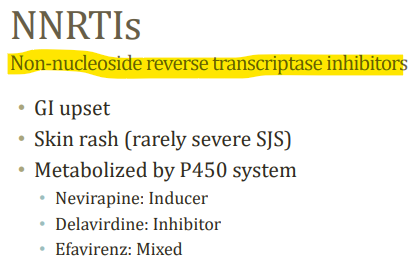 NNRTIs
Non-nucleoside reverse transcriptase inhibitors
• GI upset
• Skin rash (rarely severe SJS)
• Metabolized by P450 system
• Nevirapine: Inducer
• Delavirdine: Inhibitor
• Efavirenz: Mixed